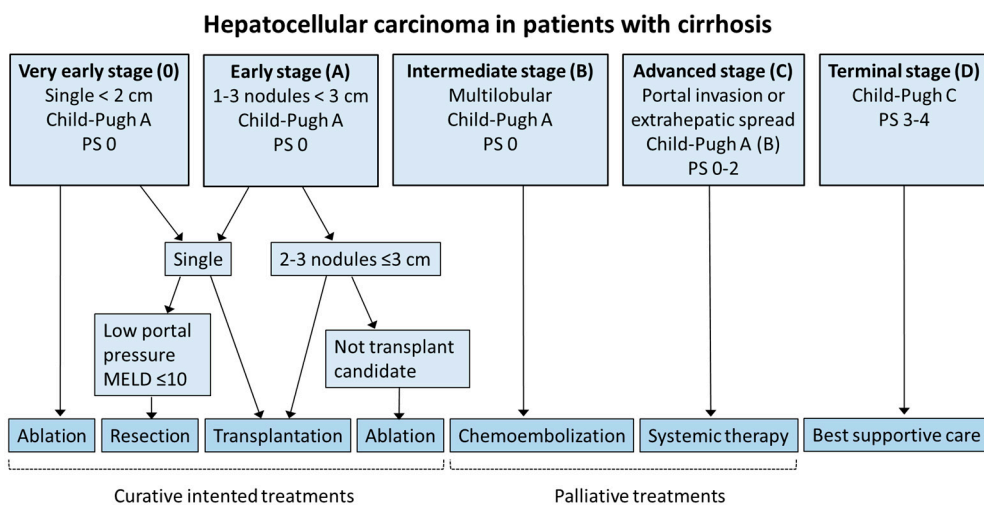 Hepatocellular carcinoma in patients with cirrhosis
Very early stage (0)
Single < 2 cm
Child-Pugh A
PS 0
Early stage (A)
1-3 nodules < 3 cm
Child-Pugh A
PS 0
Intermediate stage (B)
Multilobular
Child-Pugh A
PS 0
Advanced stage (C)
Portal invasion or
extrahepatic spread
Child-Pugh A (B)
PS 0-2
Terminal stage (D)
Child-Pugh C
PS 3-4
Single
2-3 nodules ≤3 cm
Low portal
pressure
MELD ≤10
Not transplant
candidate
Ablation
Resection
Transplantation
Ablation
Chemoembolization
Systemic therapy
Best supportive care
Curative intented treatments
Palliative treatments